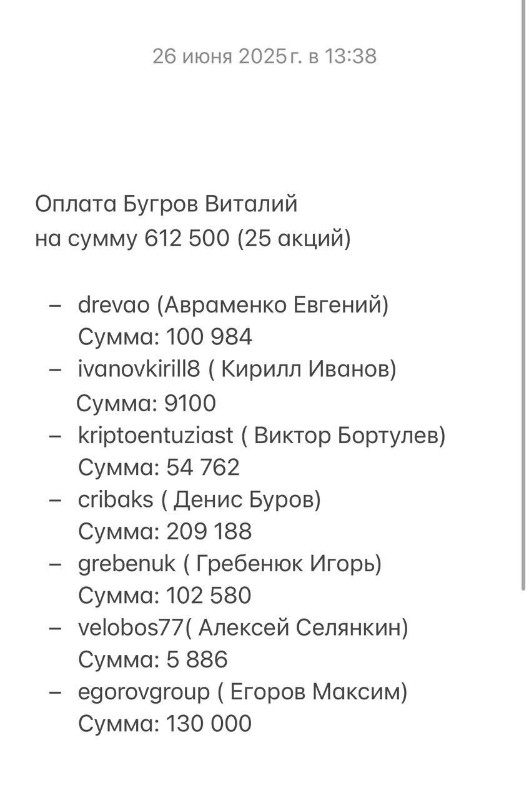 26 июня 2025 г. в 13:38
Оплата Бугров Виталий
на сумму 612 500 (25 акций)
– drevao (Авраменко Евгений)
Сумма: 100 984
– ivanovkirill8 ( Кирилл Иванов)
Сумма: 9100
– kriptoentuziast ( Виктор Бортулев)
Сумма: 54 762
– cribaks ( Денис Буров)
Сумма: 209 188
– grebenuk ( Гребенюк Игорь)
Сумма: 102 580
– velobos77( Алексей Селянкин)
Сумма: 5 886
– egorovgroup ( Егоров Максим)
Сумма: 130 000